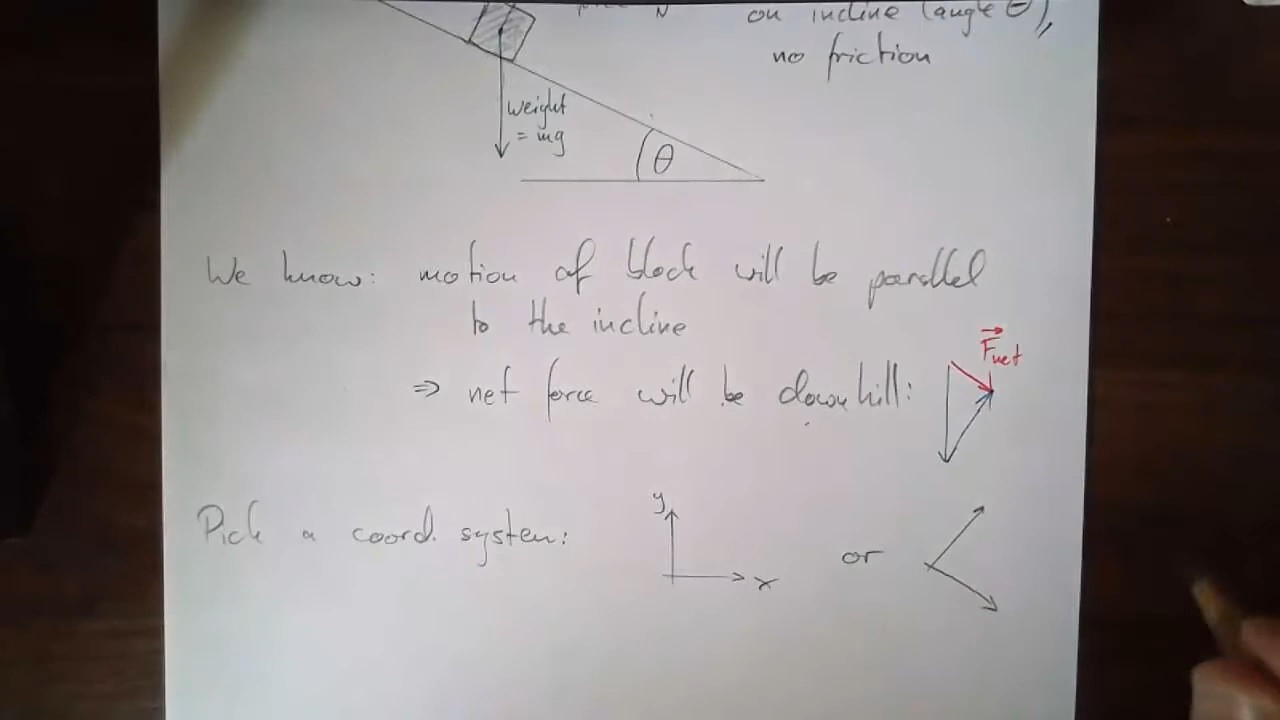 N
on incline (angle θ),
no friction
weight
= mg
θ
We know: motion of block will be parallel
to the incline
⇒ net force will be downhill:
F⃗net
Pick a coord. system:
y
x
or